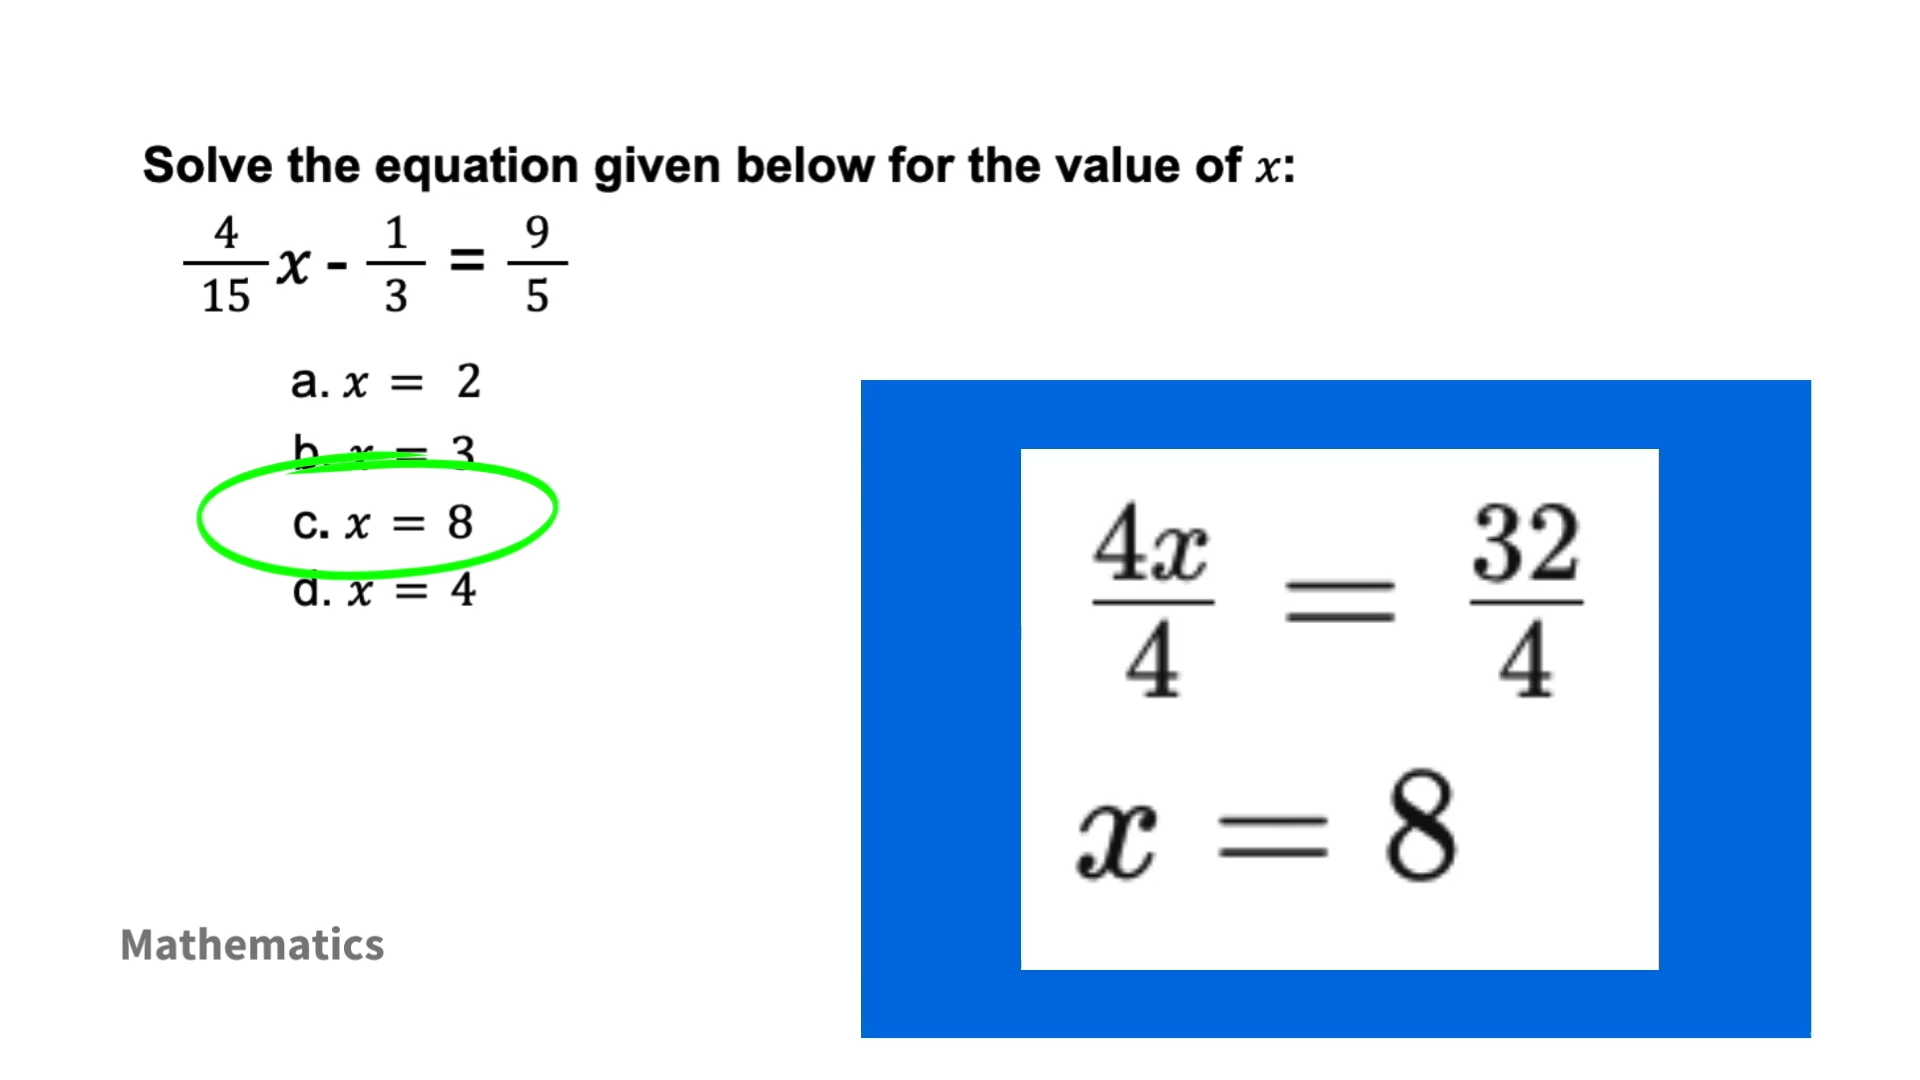 Solve the equation given below for the value of x:
4/15 x - 1/3 = 9/5
a. x = 2
b. x = 3
c. x = 8
d. x = 4
4x/4 = 32/4
x = 8
Mathematics